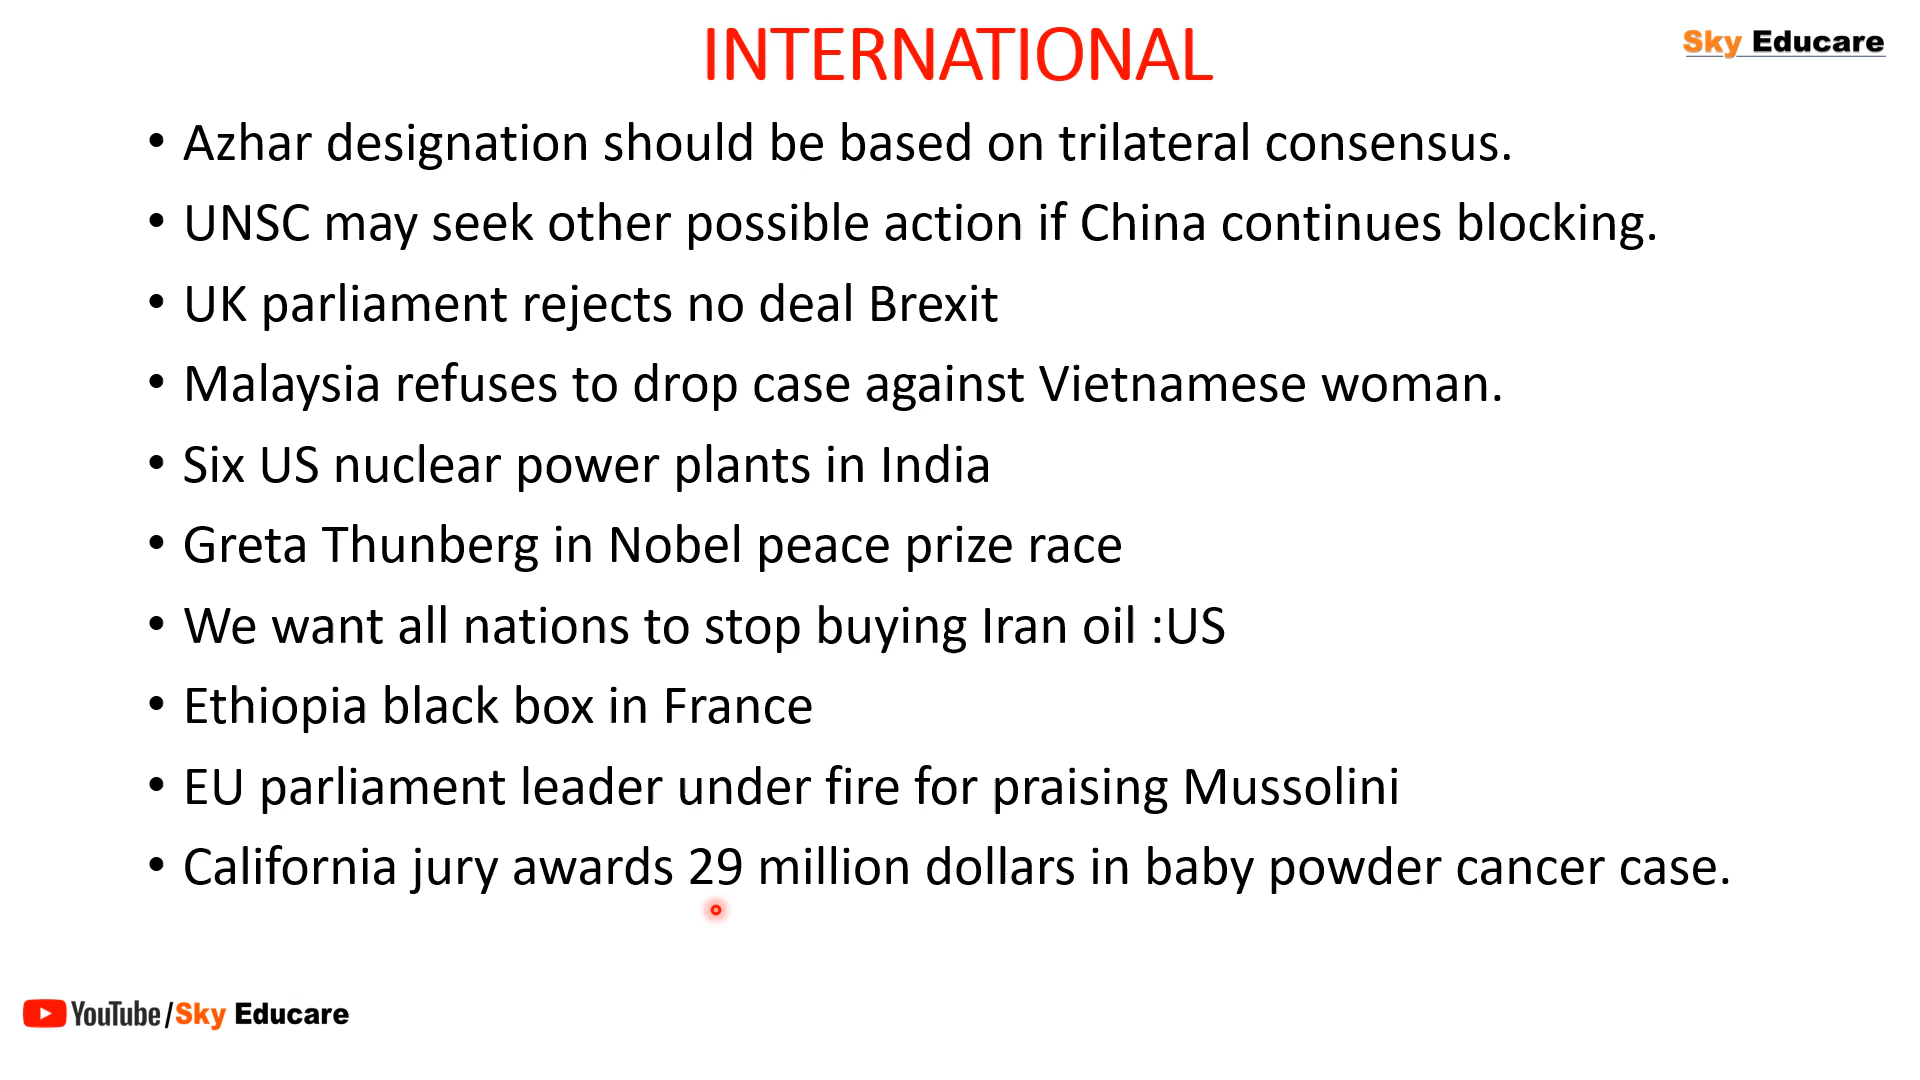 INTERNATIONAL
Sky Educare
• Azhar designation should be based on trilateral consensus.
• UNSC may seek other possible action if China continues blocking.
• UK parliament rejects no deal Brexit
• Malaysia refuses to drop case against Vietnamese woman.
• Six US nuclear power plants in India
• Greta Thunberg in Nobel peace prize race
• We want all nations to stop buying Iran oil :US
• Ethiopia black box in France
• EU parliament leader under fire for praising Mussolini
• California jury awards 29 million dollars in baby powder cancer case.
YouTube/Sky Educare